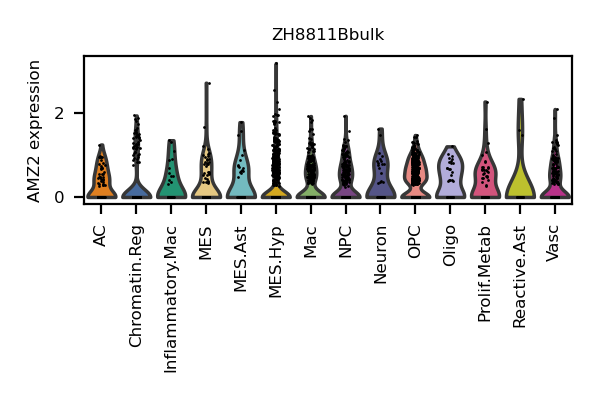 ZH8811Bbulk
AMZ2 expression
2
0
AC
Chromatin.Reg
Inflammatory.Mac
MES
MES.Ast
MES.Hyp
Mac
NPC
Neuron
OPC
Oligo
Prolif.Metab
Reactive.Ast
Vasc